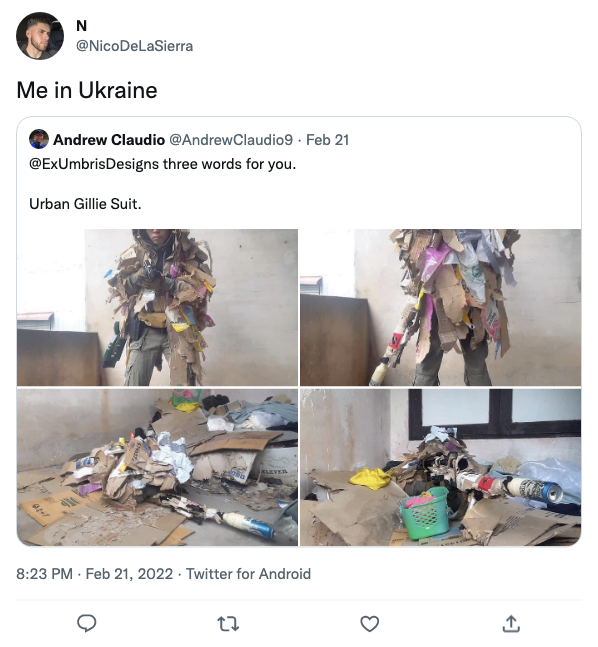 N
@NicoDeLaSierra
Me in Ukraine
Andrew Claudio @AndrewClaudio9 · Feb 21
@ExUmbrisDesigns three words for you.
Urban Gillie Suit.
8:23 PM · Feb 21, 2022 · Twitter for Android